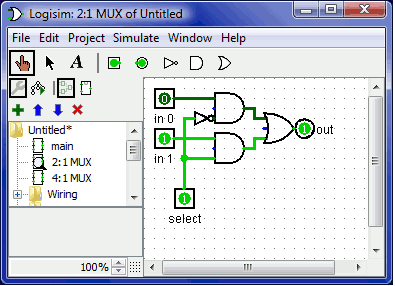 Logisim: 2:1 MUX of Untitled
File Edit Project Simulate Window Help
A
Untitled*
main
2:1 MUX
4:1 MUX
Wiring
100%
0
in 0
1
in 1
1
select
1 out